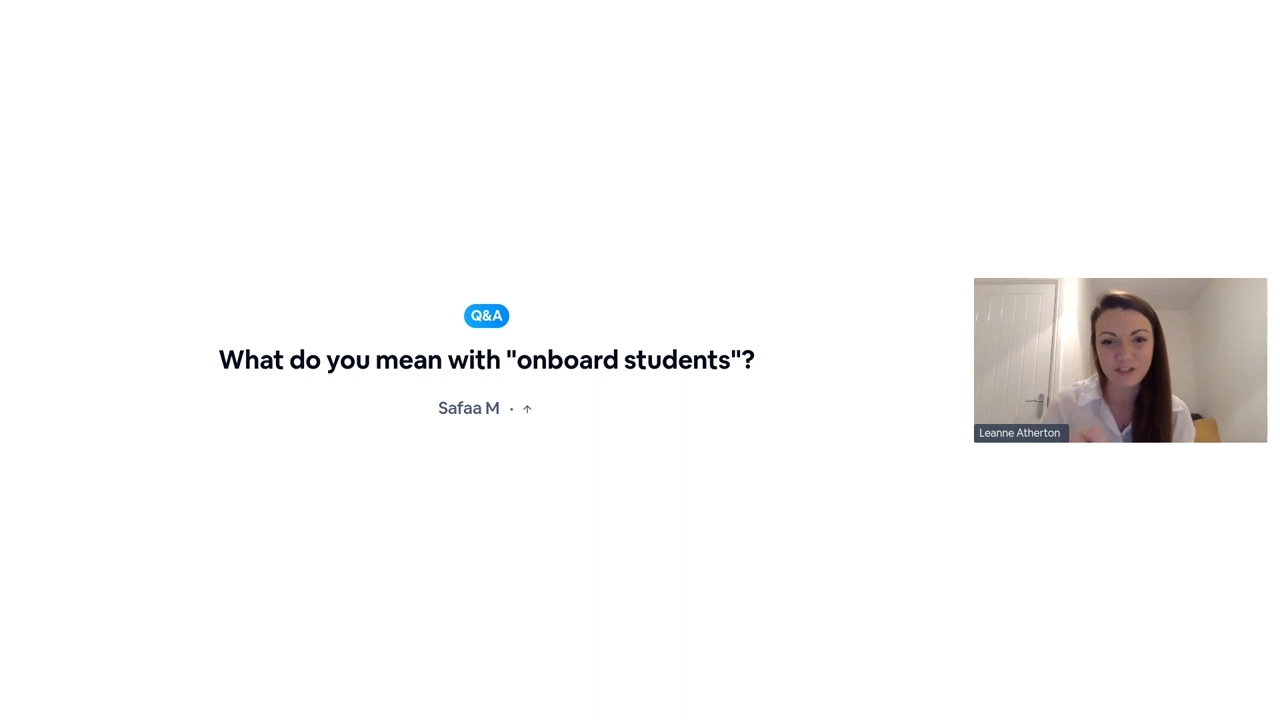 Q&A
What do you mean with "onboard students"?
Safaa M · ↑
Leanne Atherton